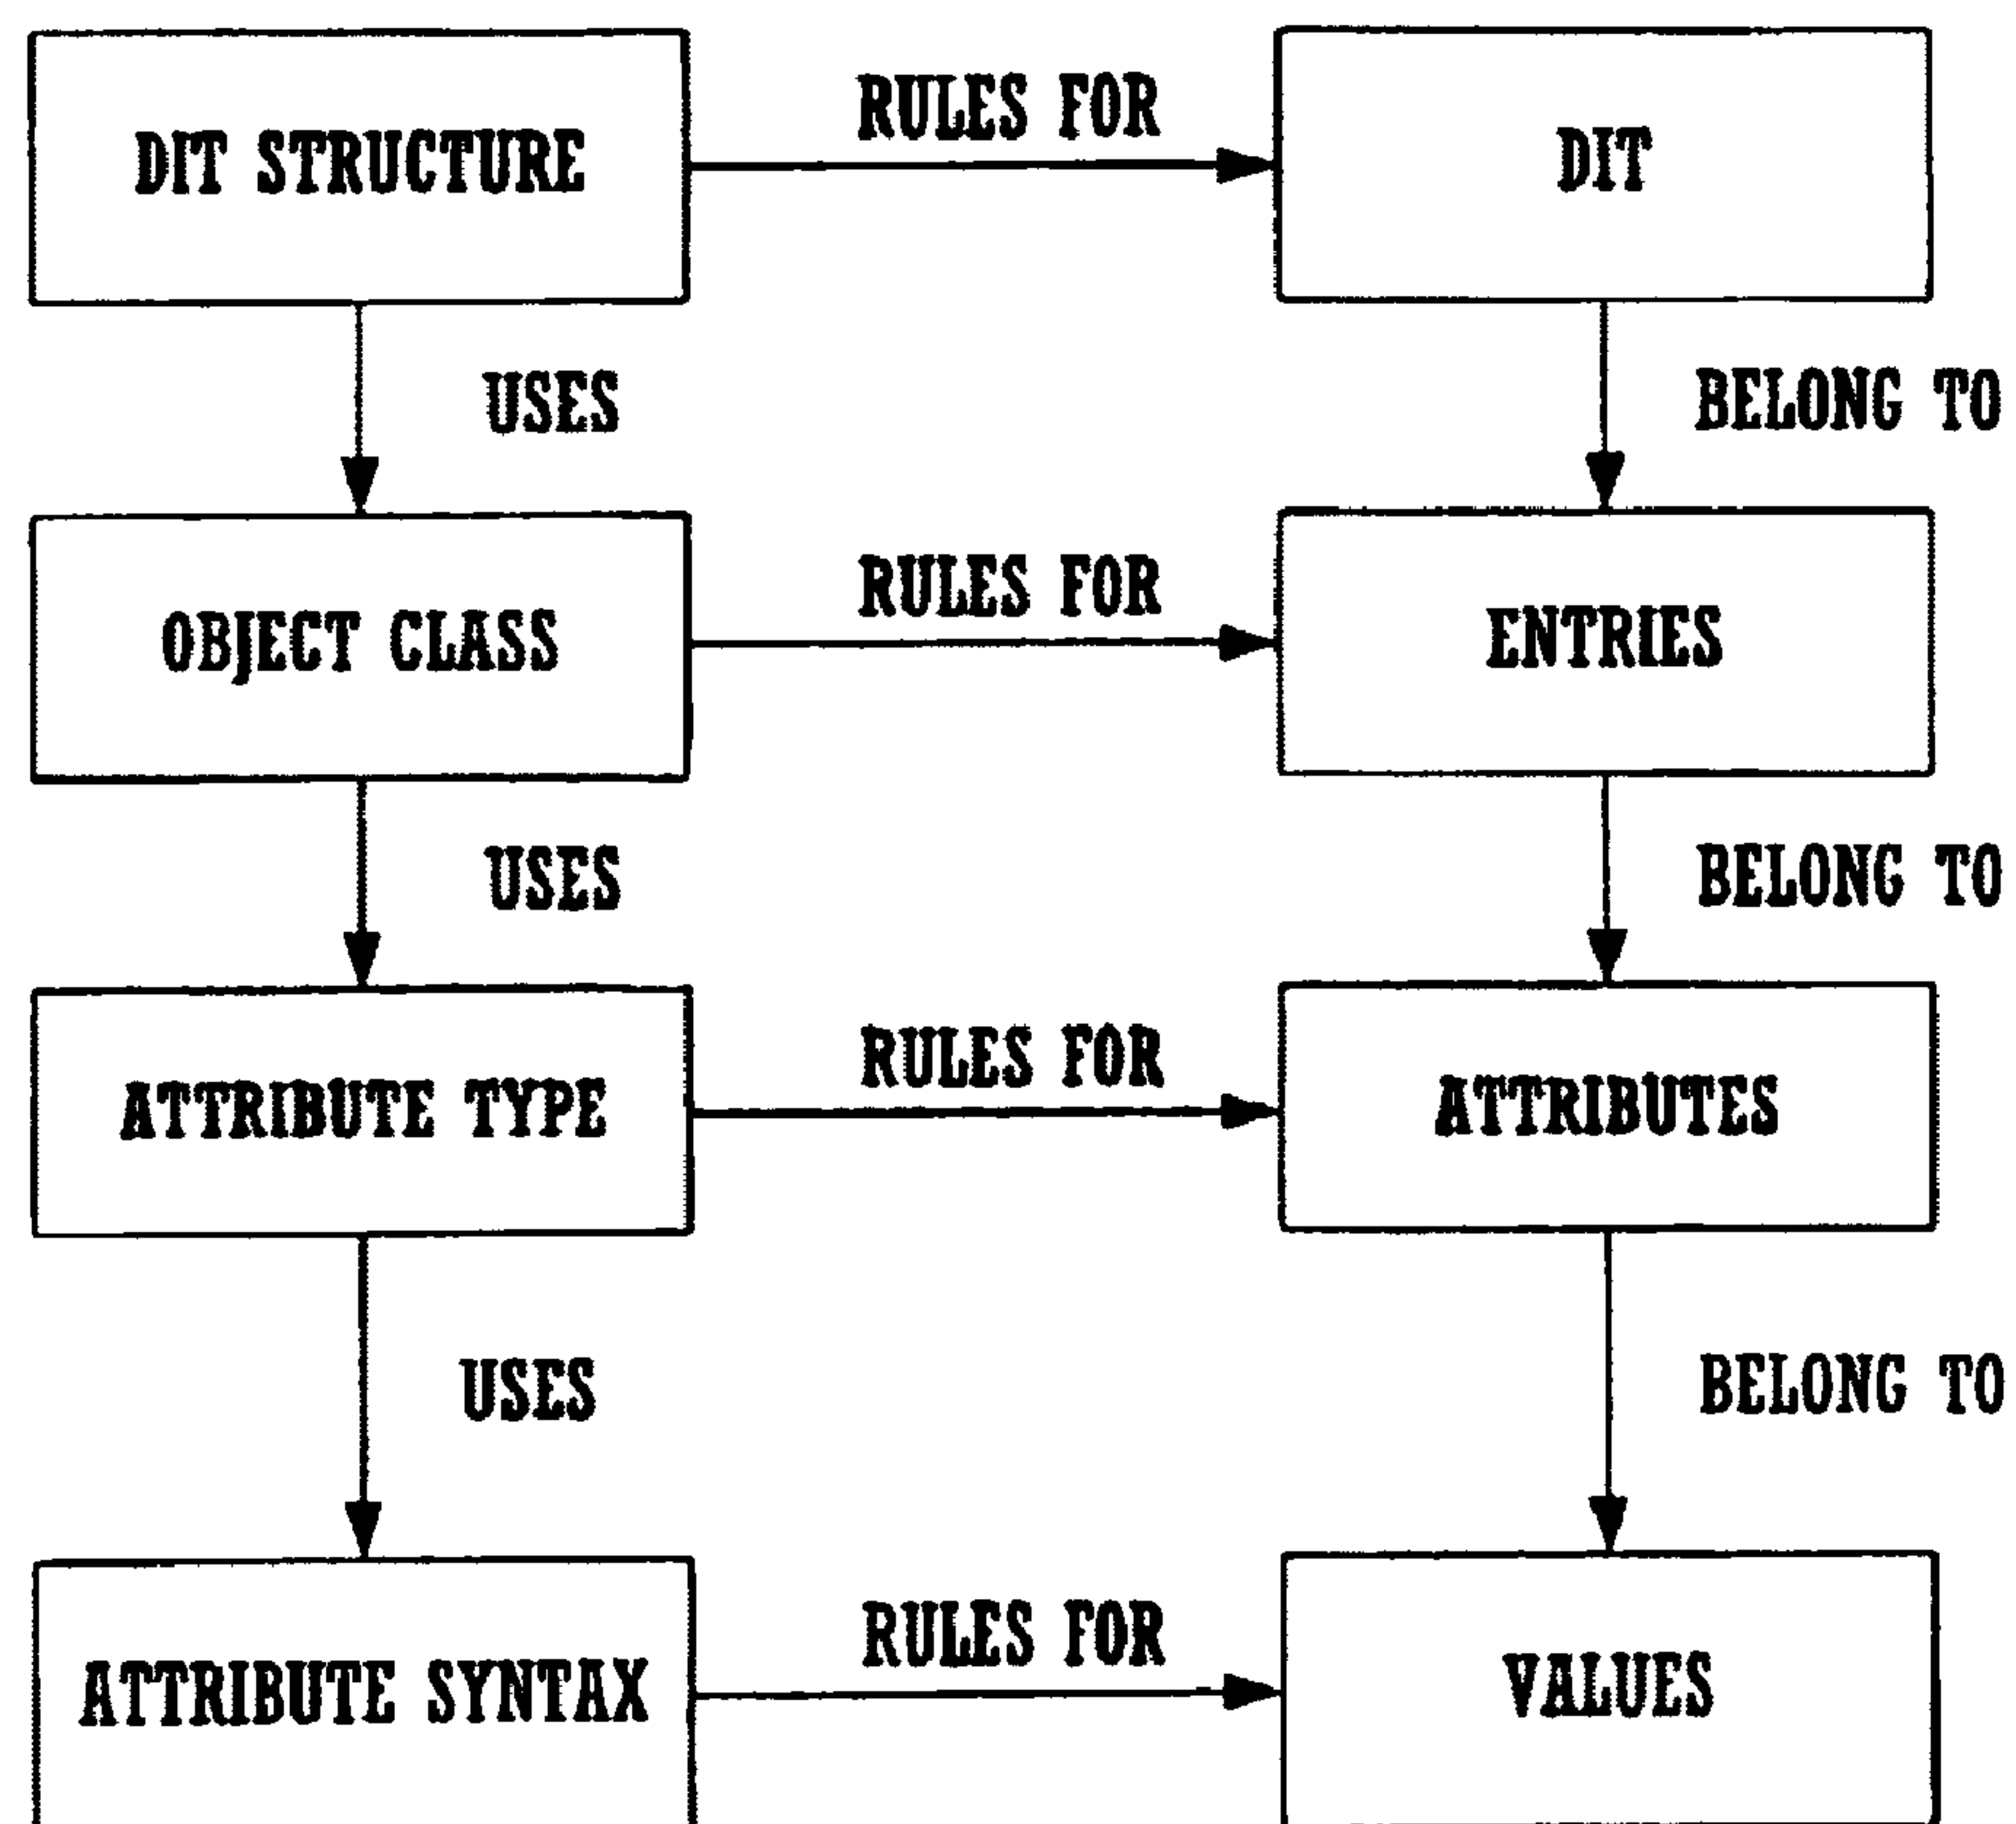 DIT STRUCTURE
RULES FOR
DIT
USES
BELONG TO
OBJECT CLASS
RULES FOR
ENTRIES
USES
BELONG TO
ATTRIBUTE TYPE
RULES FOR
ATTRIBUTES
USES
BELONG TO
ATTRIBUTE SYNTAX
RULES FOR
VALUES